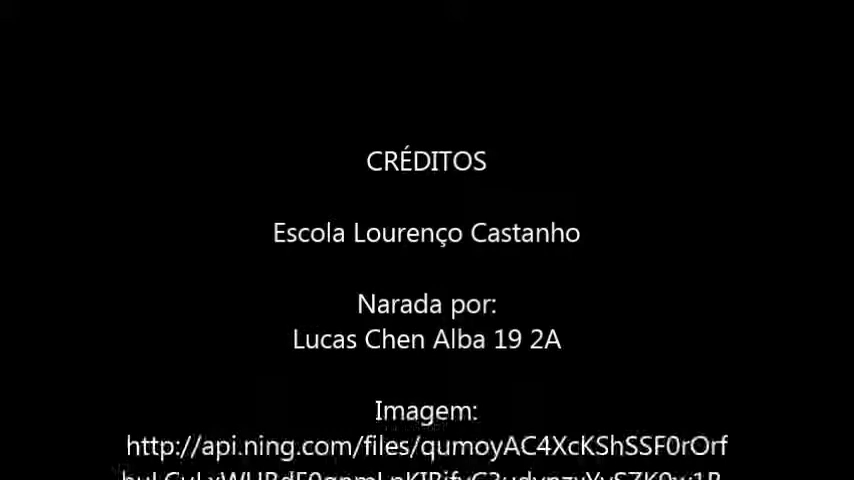 CRÉDITOS
Escola Lourenço Castanho
Narada por:
Lucas Chen Alba 19 2A
Imagem:
http://api.ning.com/files/qumoyAC4XcKShSSF0rOrf